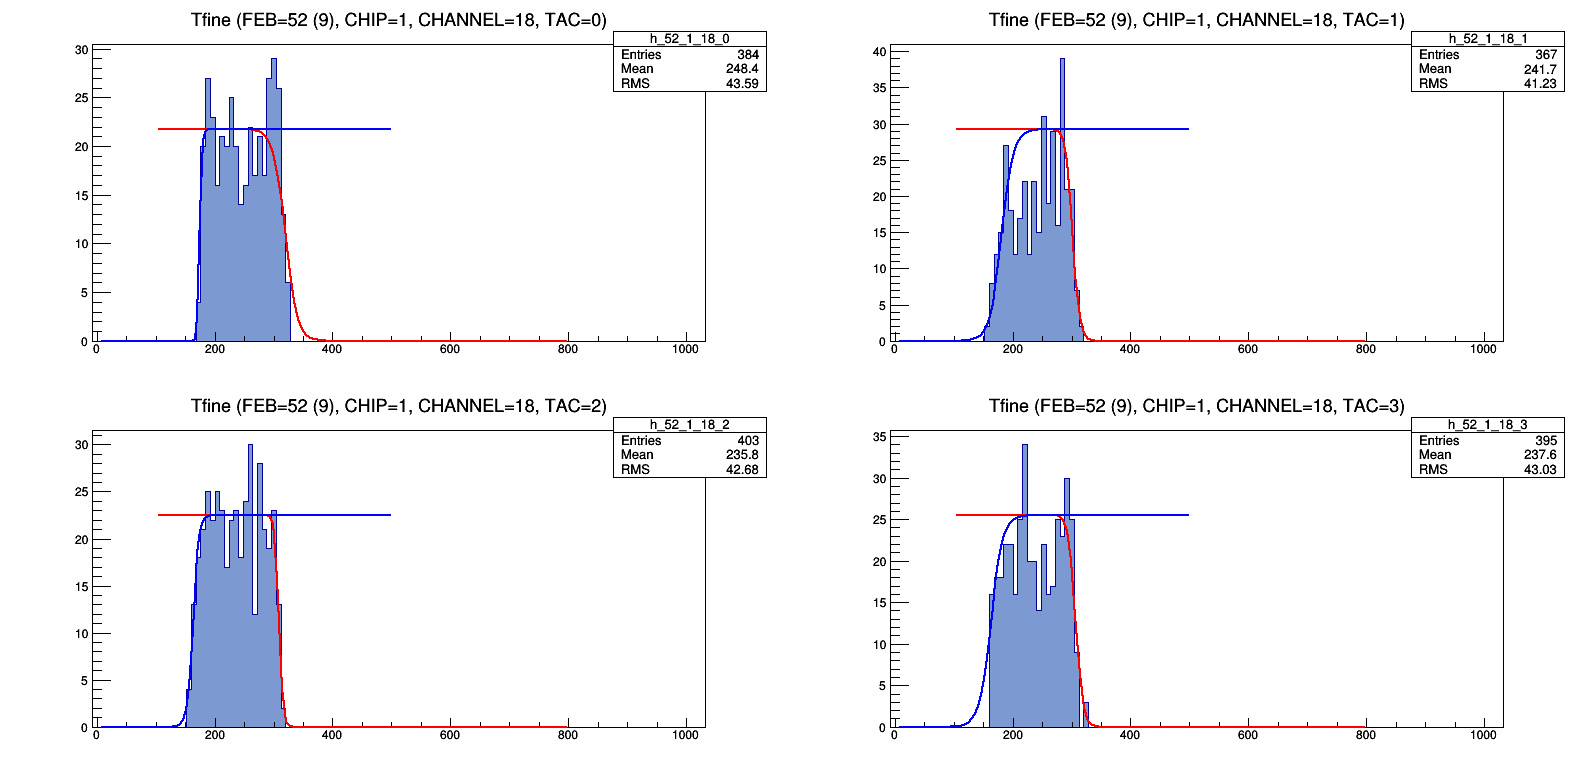 Tfine (FEB=52 (9), CHIP=1, CHANNEL=18, TAC=0)
h_52_1_18_0
Entries 384
Mean 248.4
RMS 43.59
30
25
20
15
10
5
0
0 200 400 600 800 1000
Tfine (FEB=52 (9), CHIP=1, CHANNEL=18, TAC=1)
h_52_1_18_1
Entries 367
Mean 241.7
RMS 41.23
40
35
30
25
20
15
10
5
0
0 200 400 600 800 1000
Tfine (FEB=52 (9), CHIP=1, CHANNEL=18, TAC=2)
h_52_1_18_2
Entries 403
Mean 235.8
RMS 42.68
30
25
20
15
10
5
0
0 200 400 600 800 1000
Tfine (FEB=52 (9), CHIP=1, CHANNEL=18, TAC=3)
h_52_1_18_3
Entries 395
Mean 237.6
RMS 43.03
35
30
25
20
15
10
5
0
0 200 400 600 800 1000